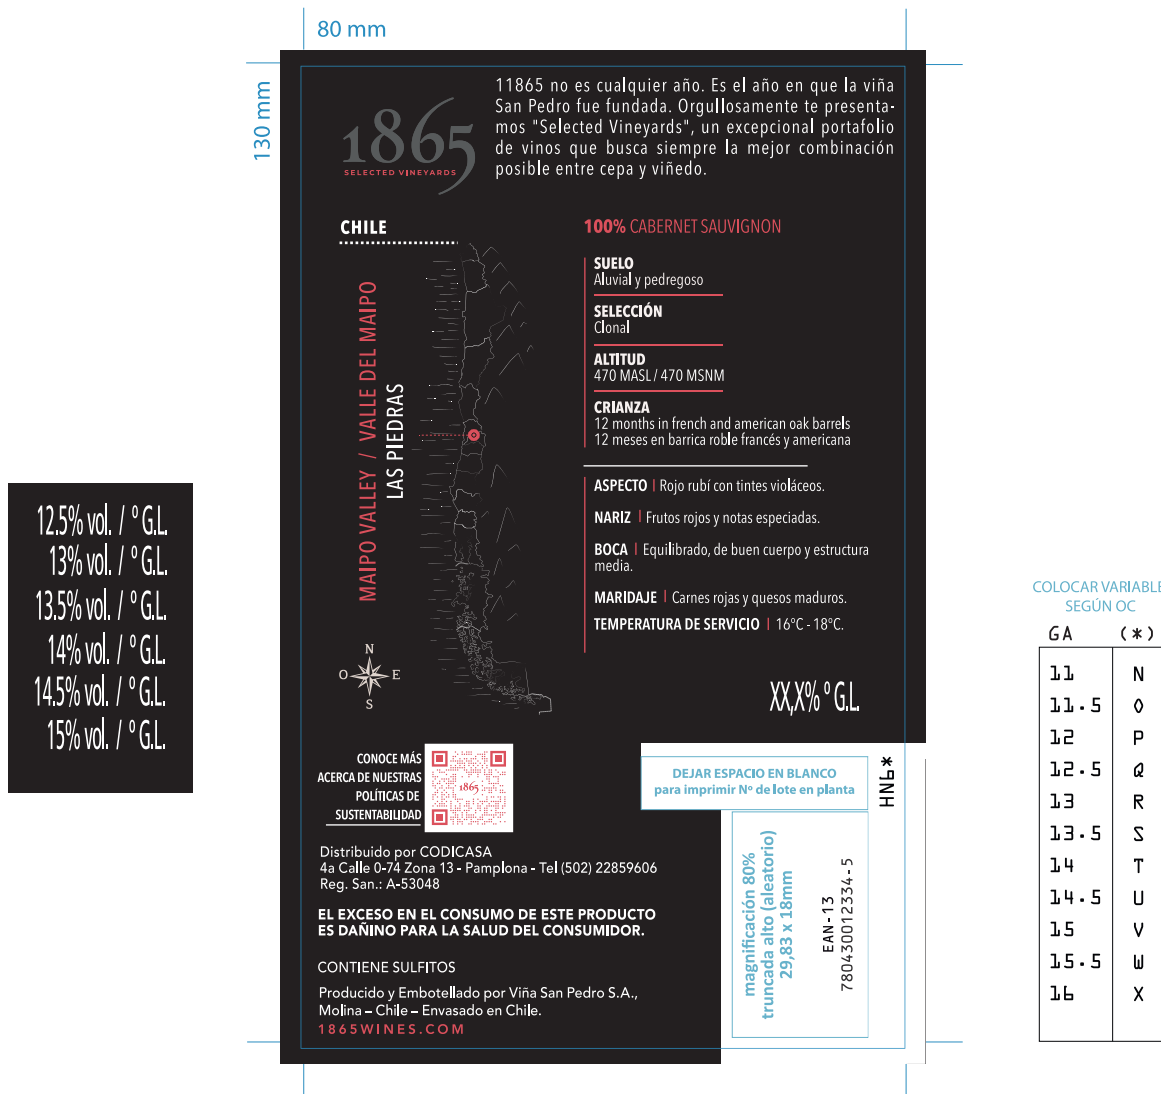 80 mm
130 mm
11865 no es cualquier año. Es el año en que la viña
San Pedro fue fundada. Orgullosamente te presenta-
mos "Selected Vineyards", un excepcional portafolio
de vinos que busca siempre la mejor combinación
posible entre cepa y viñedo.
1865
SELECTED VINEYARDS
CHILE
MAIPO VALLEY / VALLE DEL MAIPO
LAS PIEDRAS
N
O
E
S
100% CABERNET SAUVIGNON
SUELO
Aluvial y pedregoso
SELECCIÓN
Clonal
ALTITUD
470 MASL / 470 MSNM
CRIANZA
12 months in french and american oak barrels
12 meses en barrica roble francés y americana
ASPECTO | Rojo rubí con tintes violáceos.
NARIZ | Frutos rojos y notas especiadas.
BOCA | Equilibrado, de buen cuerpo y estructura
media.
MARIDAJE | Carnes rojas y quesos maduros.
TEMPERATURA DE SERVICIO | 16°C - 18°C.
XX,X% ° G.L.
12.5% vol. / ° G.L.
13% vol. / ° G.L.
13.5% vol. / ° G.L.
14% vol. / ° G.L.
14.5% vol. / ° G.L.
15% vol. / ° G.L.
CONOCE MÁS
ACERCA DE NUESTRAS
POLÍTICAS DE
SUSTENTABILIDAD
1865
DEJAR ESPACIO EN BLANCO
para imprimir Nº de lote en planta
HN6*
magnificación 80%
truncada alto (aleatorio)
29,83 x 18mm
EAN-13
780430012334-5
Distribuido por CODICASA
4a Calle 0-74 Zona 13 - Pamplona - Tel (502) 22859606
Reg. San.: A-53048
EL EXCESO EN EL CONSUMO DE ESTE PRODUCTO
ES DAÑINO PARA LA SALUD DEL CONSUMIDOR.
CONTIENE SULFITOS
Producido y Embotellado por Viña San Pedro S.A.,
Molina – Chile – Envasado en Chile.
1865WINES.COM
COLOCAR VARIABLE
SEGÚN OC
GA (*)
11 N
11.5 O
12 P
12.5 Q
13 R
13.5 S
14 T
14.5 U
15 V
15.5 W
16 X